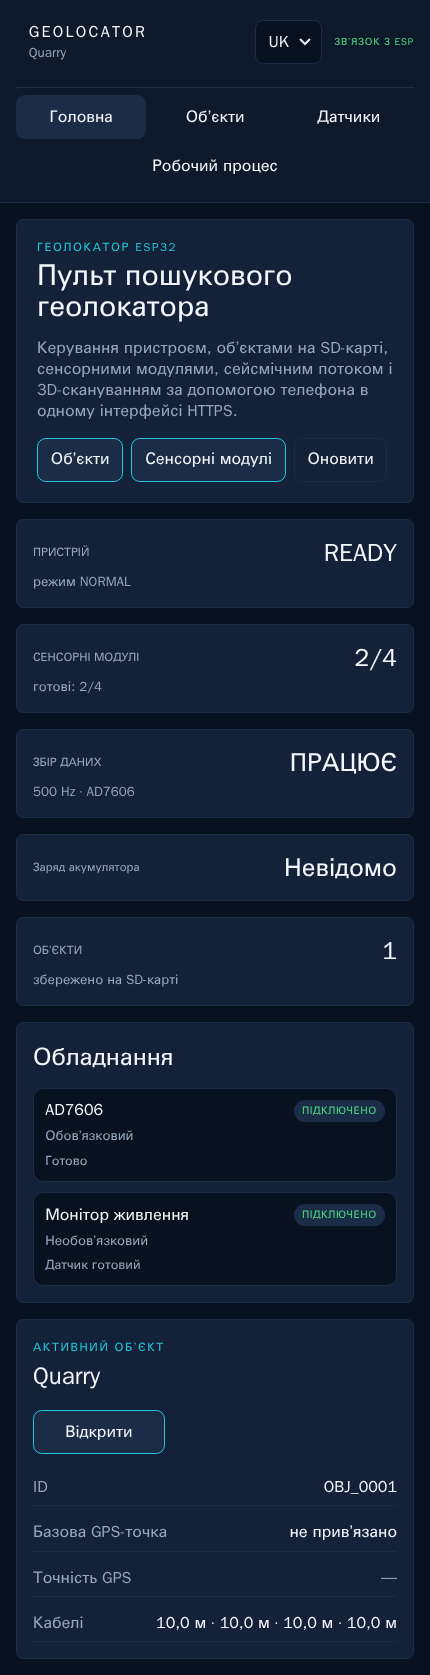 GEOLOCATOR
Quarry
UK
ЗВ'ЯЗОК З ESP
Головна
Об'єкти
Датчики
Робочий процес
ГЕОЛОКАТОР ESP32
Пульт пошукового
геолокатора
Керування пристроєм, об'єктами на SD-карті,
сенсорними модулями, сейсмічним потоком і
3D-скануванням за допомогою телефона в
одному інтерфейсі HTTPS.
Об'єкти
Сенсорні модулі
Оновити
ПРИСТРІЙ
READY
режим NORMAL
СЕНСОРНІ МОДУЛІ
2/4
готові: 2/4
ЗБІР ДАНИХ
ПРАЦЮЄ
500 Hz · AD7606
Заряд акумулятора
Невідомо
ОБ'ЄКТИ
1
збережено на SD-карті
Обладнання
AD7606
ПІДКЛЮЧЕНО
Обов'язковий
Готово
Монітор живлення
ПІДКЛЮЧЕНО
Необов'язковий
Датчик готовий
АКТИВНИЙ ОБ'ЄКТ
Quarry
Відкрити
ID
OBJ_0001
Базова GPS-точка
не прив'язано
Точність GPS
—
Кабелі
10,0 м · 10,0 м · 10,0 м · 10,0 м